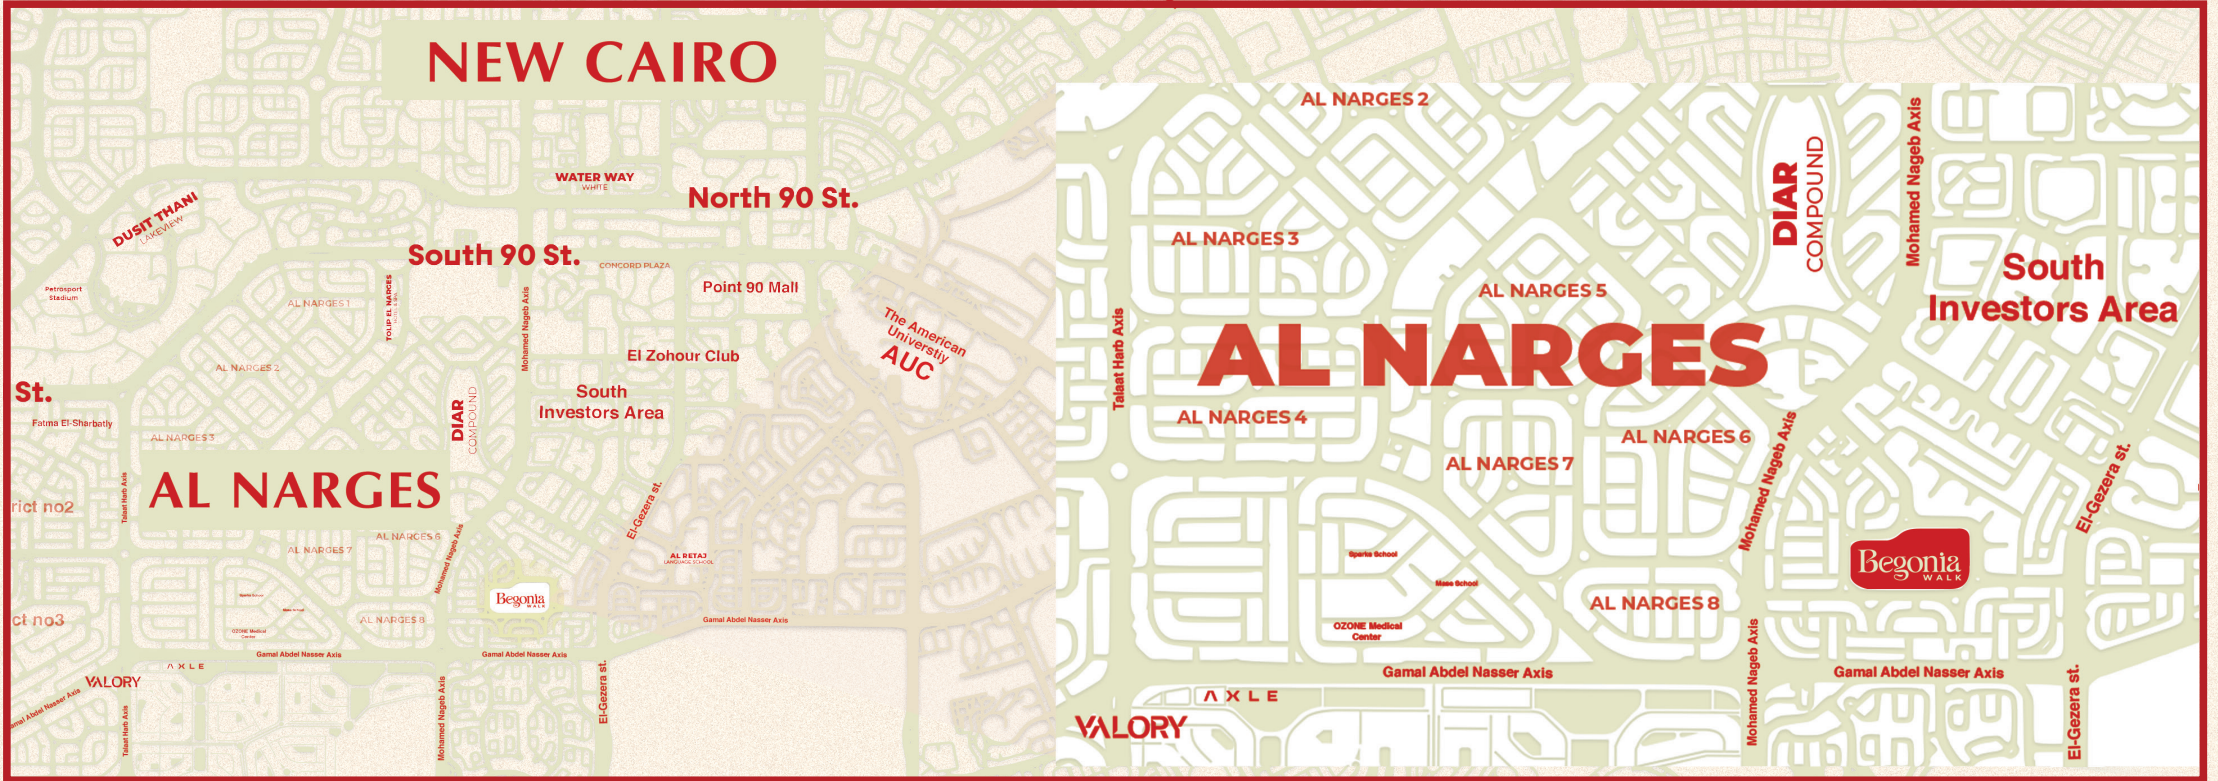 NEW CAIRO
WATER WAY
WHITE
North 90 St.
DUSIT THANI
LAKEVIEW
South 90 St.
CONCORD PLAZA
Petrosport
Stadium
AL NARGES 1
TOLIP EL NARGES
Mohamed Nageb Axis
Point 90 Mall
The American
Universtiy
AUC
El Zohour Club
AL NARGES 2
St.
South
Investors Area
DIAR
COMPOUND
Fatma El-Sharbatly
AL NARGES 3
AL NARGES
Talaat Harb Axis
rict no2
El-Gezera st.
AL NARGES 6
AL NARGES 7
Mohamed Nageb Axis
AL RETAJ
LANGUAGE SCHOOL
Begonia
WALK
Sparks School
Mase School
ct no3
AL NARGES 8
OZONE Medical
Center
Gamal Abdel Nasser Axis
Gamal Abdel Nasser Axis
Gamal Abdel Nasser Axis
AXLE
VALORY
amal Abdel Nasser Axis
Talaat Harb Axis
Mohamed Nageb Axis
El-Gezera st.
AL NARGES 2
DIAR
COMPOUND
Mohamed Nageb Axis
AL NARGES 3
South
Investors Area
AL NARGES 5
Talaat Harb Axis
AL NARGES
AL NARGES 4
AL NARGES 6
AL NARGES 7
Mohamed Nageb Axis
El-Gezera st.
Sparks School
Mase School
Begonia
WALK
AL NARGES 8
OZONE Medical
Center
Mohamed Nageb Axis
Gamal Abdel Nasser Axis
Gamal Abdel Nasser Axis
El-Gezera st.
AXLE
VALORY